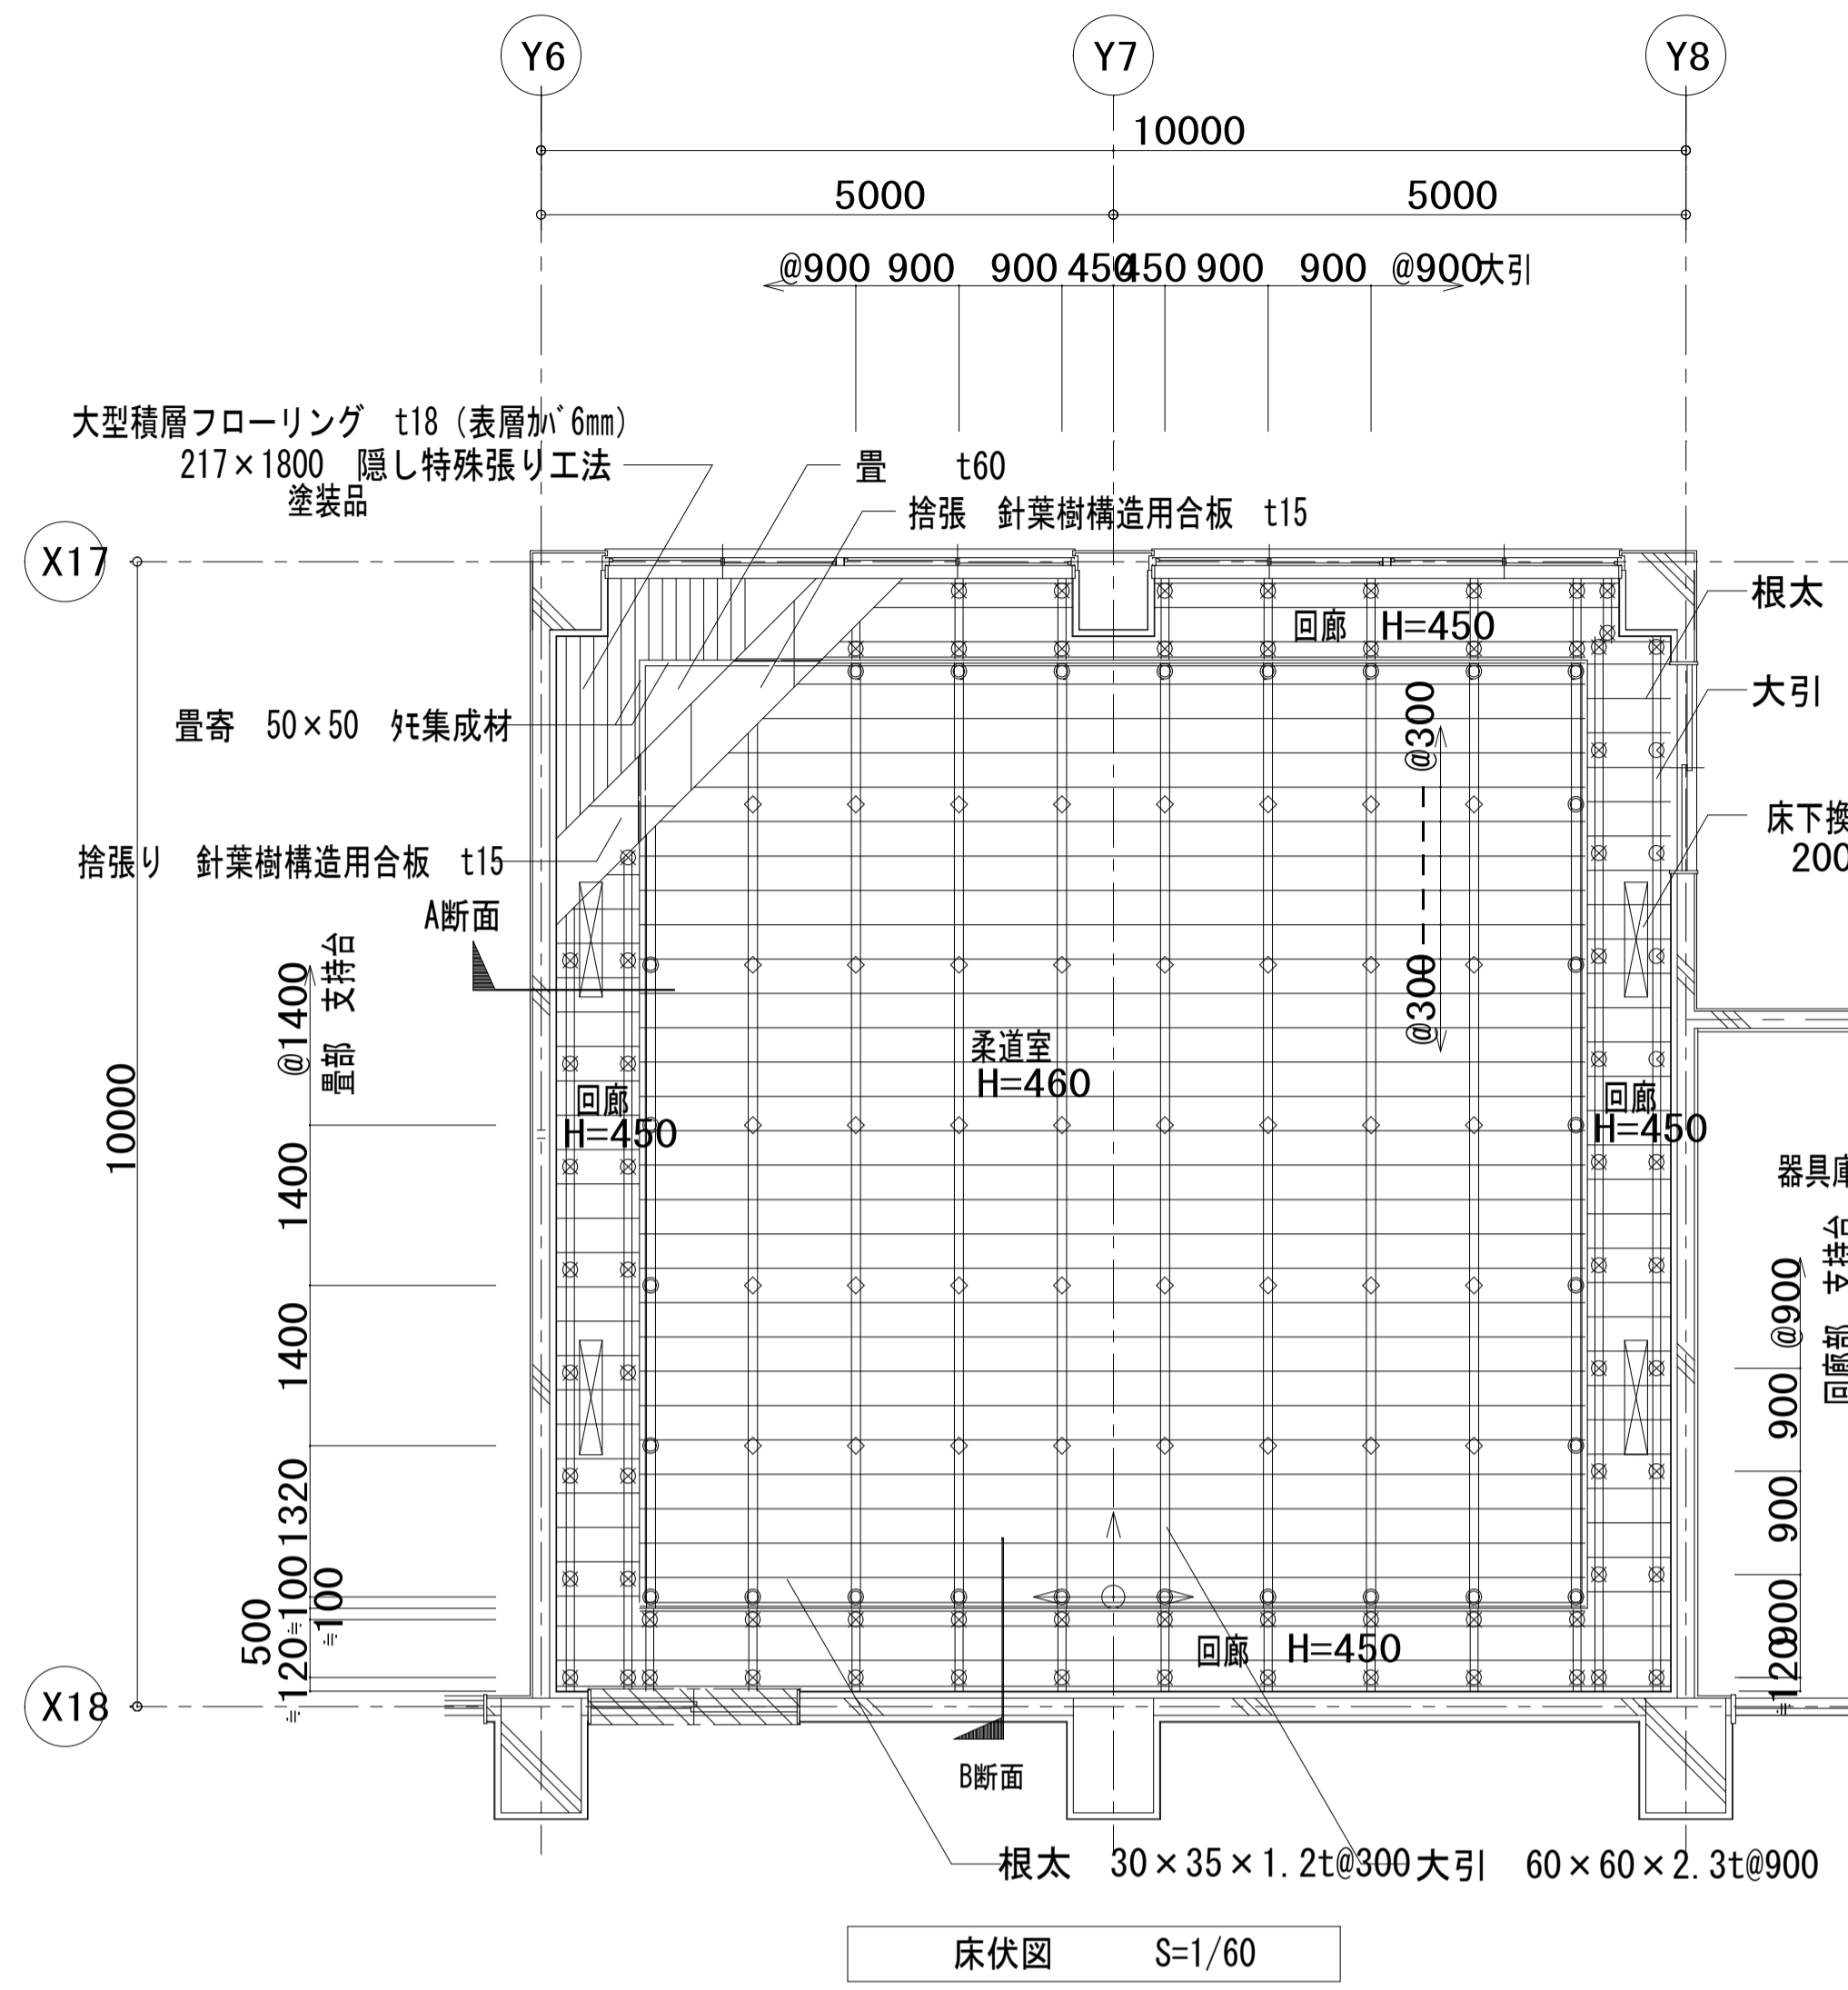 Y6
Y7
Y8
10000
5000
5000
@900
900
900
450
450
900
900
@900
大引
大型積層フローリング　t18（表層ｶﾊﾞ6mm）
217×1800　隠し特殊張り工法
塗装品
畳　　t60
捨張　針葉樹構造用合板　t15
X17
根太
回廊　H=450
大引
畳寄　50×50　ﾀﾓ集成材
@300
床下換
200
捨張り　針葉樹構造用合板　t15
A断面
@300
@1400
畳部　支持台
柔道室
H=460
10000
回廊
H=450
回廊
H=450
1400
器具庫
1400
@900
回廊部　支持台
900
1320
900
≒100
≒100
500
900
≒120
≒120
回廊　H=450
X18
B断面
根太　30×35×1.2t@300
大引　60×60×2.3t@900
床伏図　　S=1/60